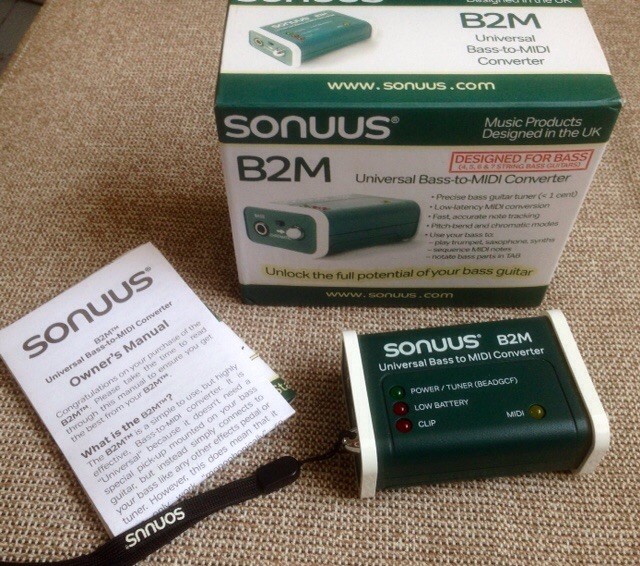 Designed in the UK
B2M
Universal
Bass-to-MIDI
Converter
www.sonuus.com
sonuus®
Music Products
Designed in the UK
B2M
DESIGNED FOR BASS
(4, 5, 6 & 7 STRING BASS GUITARS)
Universal Bass-to-MIDI Converter
• Precise bass guitar tuner (< 1 cent)
• Low-latency MIDI conversion
• Fast, accurate note tracking
• Pitch-bend and chromatic modes
• Use your bass to:
– play trumpet, saxophone, synths
– sequence MIDI notes
– notate bass parts in TAB
Unlock the full potential of your bass guitar
www.sonuus.com
sonuus®
B2M™
Universal Bass-to-MIDI Converter
Owner's Manual
Congratulations on your purchase of the
B2M™. Please take the time to read
through this manual to ensure you get
the best from your B2M™.
What is the B2M™?
The B2M™ is a simple to use but highly
effective, Bass-to-MIDI converter. It is
"Universal" because it doesn't need a
special pick-up mounted on your bass
guitar, but instead simply connects to
your bass like any other effects pedal or
tuner. However, this does mean that it
sonuus
sonuus® B2M
Universal Bass to MIDI Converter
POWER / TUNER (BEADGCF)
LOW BATTERY
CLIP
MIDI